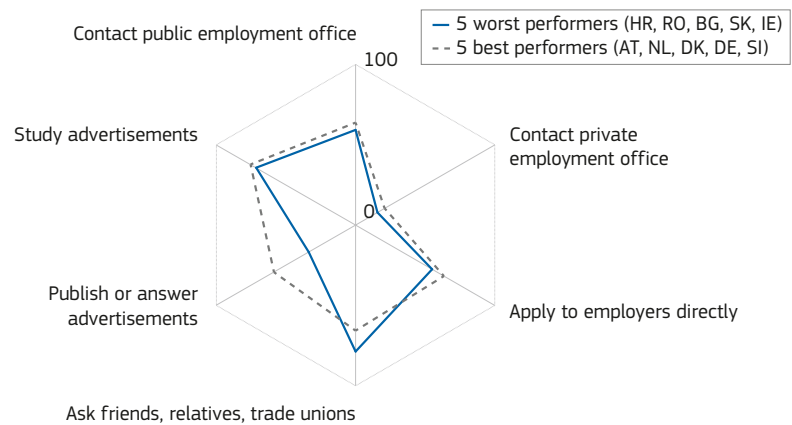 5 worst performers (HR, RO, BG, SK, IE)
5 best performers (AT, NL, DK, DE, SI)
Contact public employment office
100
Study advertisements
Contact private
employment office
0
Publish or answer
advertisements
Apply to employers directly
Ask friends, relatives, trade unions